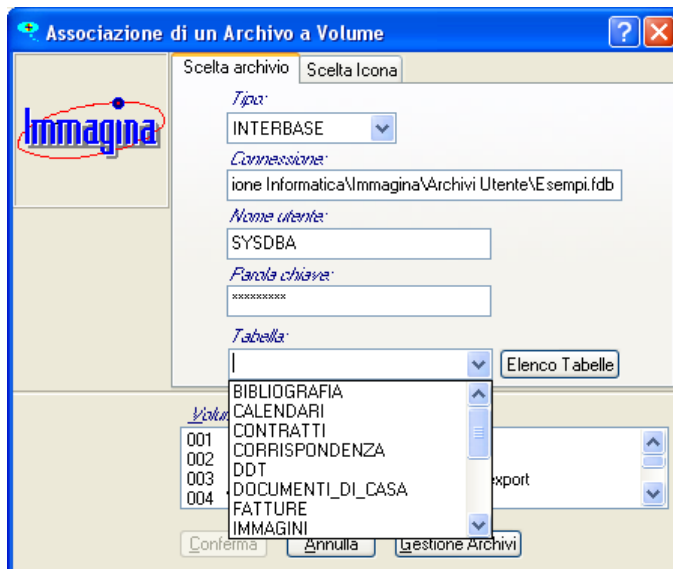 Associazione di un Archivo a Volume
Scelta archivio
Scelta Icona
Immagina
Tipo:
INTERBASE
Connessione:
ione Informatica\Immagina\Archivi Utente\Esempi.fdb
Nome utente:
SYSDBA
Parola chiave:
*********
Tabella:
Elenco Tabelle
BIBLIOGRAFIA
CALENDARI
CONTRATTI
CORRISPONDENZA
DDT
DOCUMENTI_DI_CASA
FATTURE
IMMAGINI
001
002
003 export
004
Conferma Annulla Gestione Archivi